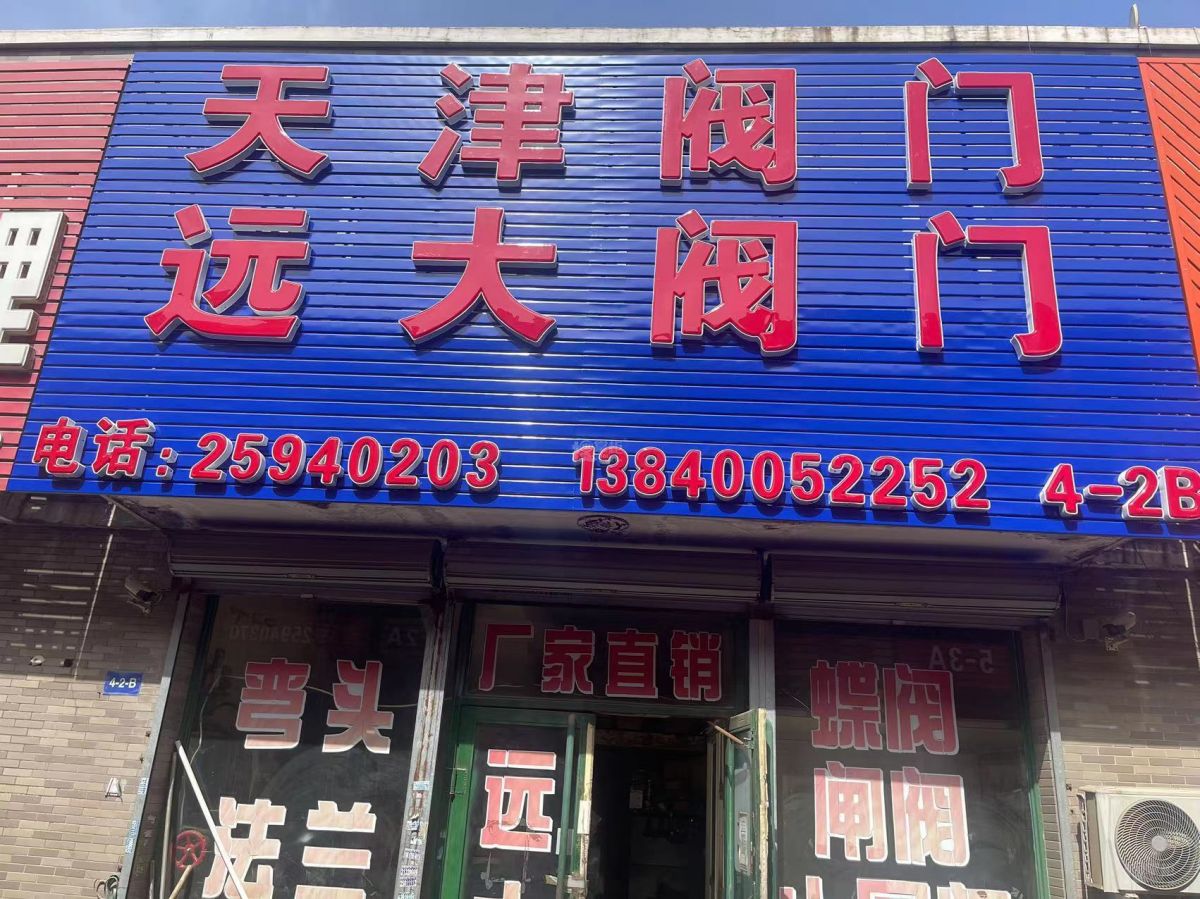 天津阀门
远大阀门
电话:25940203 13840052252 4-2B
4-2-B
厂家直销
弯头
法兰
远
蝶阀
闸阀
5-3A
25940270